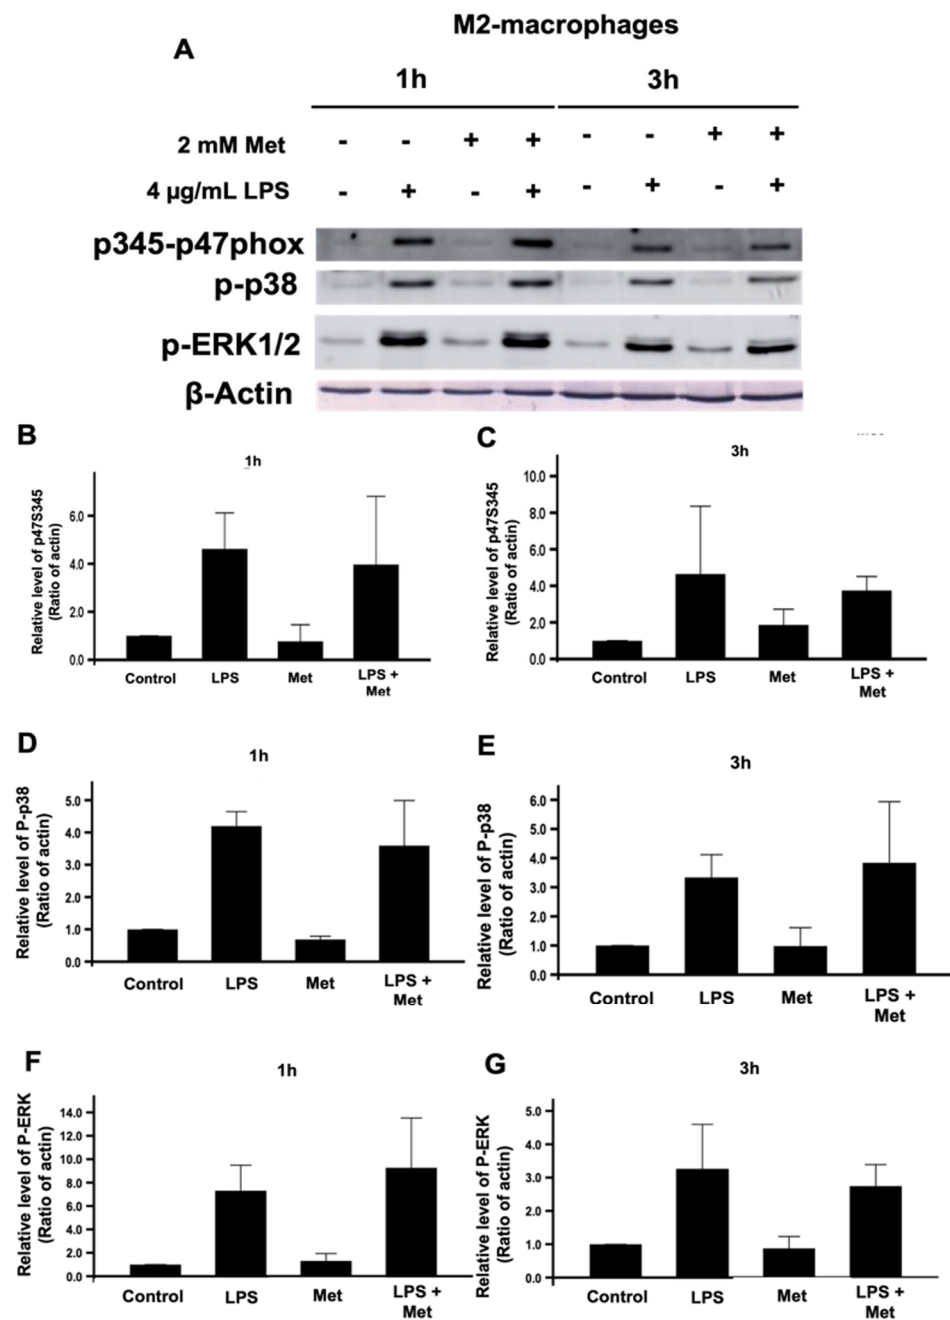 M2-macrophages
A
1h 3h
2 mM Met - - + + - - + +
4 µg/mL LPS - + - + - + - +
p345-p47phox
p-p38
p-ERK1/2
β-Actin
B
1h
Relative level of p47S345
(Ratio of actin)
6.0
4.0
2.0
0.0
Control LPS Met LPS +
Met
C
3h
Relative level of p47S345
(Ratio of actin)
10.0
8.0
6.0
4.0
2.0
0.0
Control LPS Met LPS +
Met
D
1h
Relative level of P-p38
(Ratio of actin)
5.0
4.0
3.0
2.0
1.0
0.0
Control LPS Met LPS +
Met
E
3h
Relative level of P-p38
(Ratio of actin)
6.0
5.0
4.0
3.0
2.0
1.0
0.0
Control LPS Met LPS +
Met
F
1h
Relative level of P-ERK
(Ratio of actin)
14.0
12.0
10.0
8.0
6.0
4.0
2.0
0.0
Control LPS Met LPS +
Met
G
3h
Relative level of P-ERK
(Ratio of actin)
5.0
4.0
3.0
2.0
1.0
0.0
Control LPS Met LPS +
Met